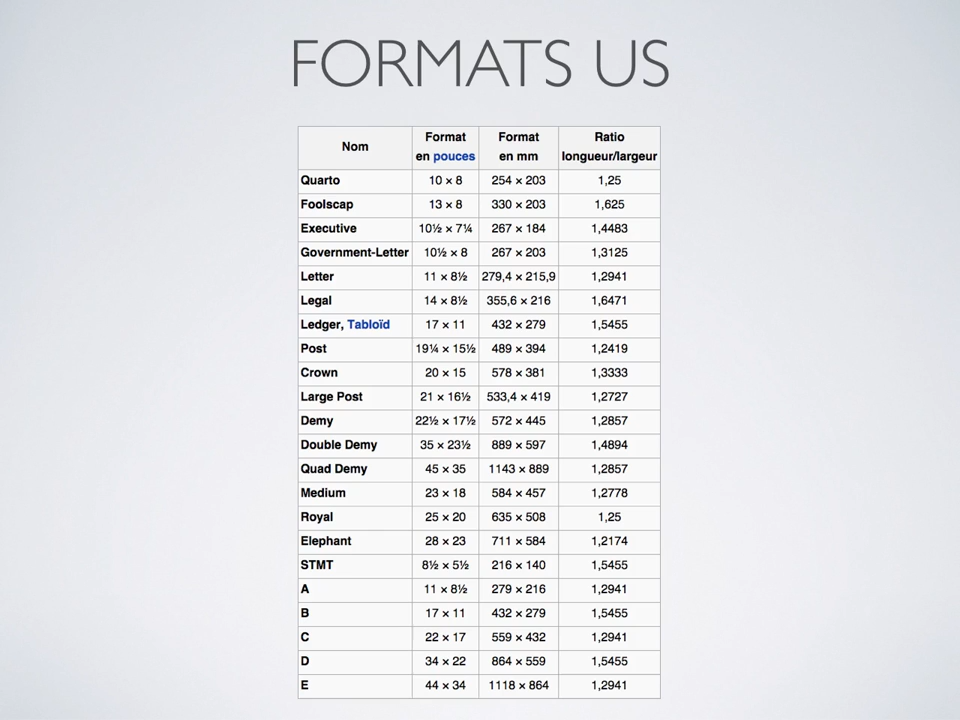 FORMATS US
Nom Format en pouces Format en mm Ratio longueur/largeur
Quarto 10 × 8 254 × 203 1,25
Foolscap 13 × 8 330 × 203 1,625
Executive 10½ × 7¼ 267 × 184 1,4483
Government-Letter 10½ × 8 267 × 203 1,3125
Letter 11 × 8½ 279,4 × 215,9 1,2941
Legal 14 × 8½ 355,6 × 216 1,6471
Ledger, Tabloïd 17 × 11 432 × 279 1,5455
Post 19¼ × 15½ 489 × 394 1,2419
Crown 20 × 15 578 × 381 1,3333
Large Post 21 × 16½ 533,4 × 419 1,2727
Demy 22½ × 17½ 572 × 445 1,2857
Double Demy 35 × 23½ 889 × 597 1,4894
Quad Demy 45 × 35 1143 × 889 1,2857
Medium 23 × 18 584 × 457 1,2778
Royal 25 × 20 635 × 508 1,25
Elephant 28 × 23 711 × 584 1,2174
STMT 8½ × 5½ 216 × 140 1,5455
A 11 × 8½ 279 × 216 1,2941
B 17 × 11 432 × 279 1,5455
C 22 × 17 559 × 432 1,2941
D 34 × 22 864 × 559 1,5455
E 44 × 34 1118 × 864 1,2941